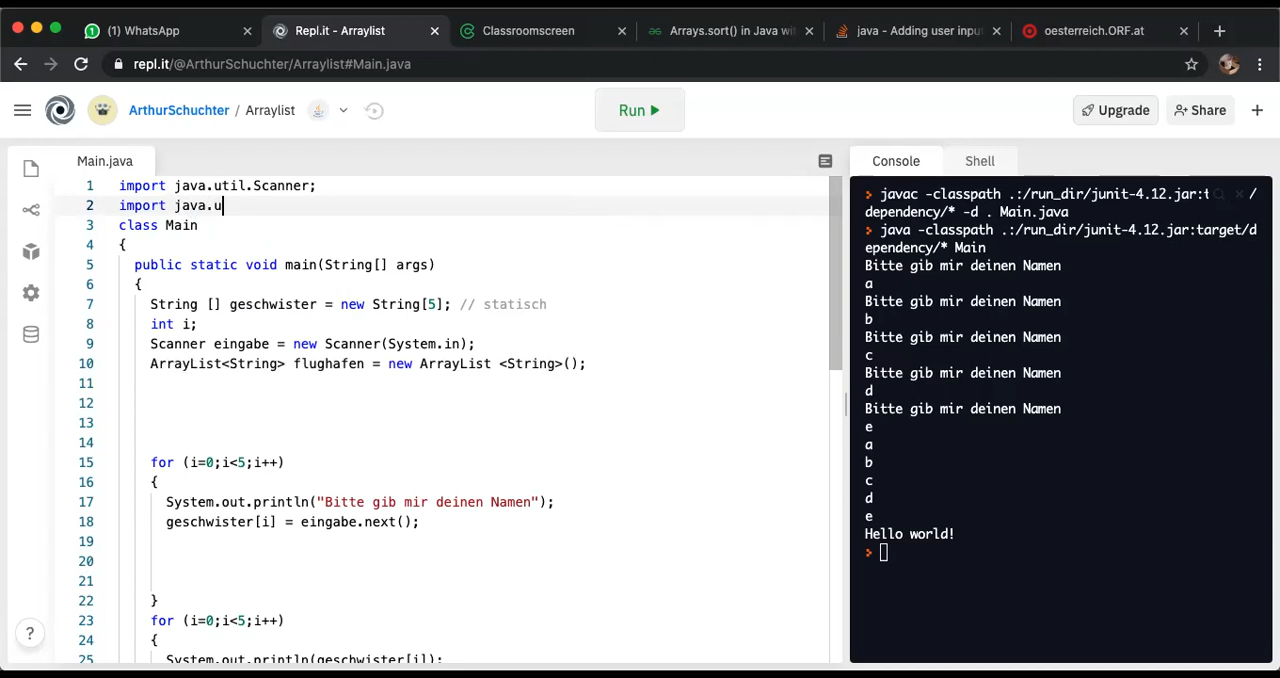 (1) WhatsApp
Repl.it - Arraylist
Classroomscreen
Arrays.sort() in Java wi
java - Adding user inpu
oesterreich.ORF.at
repl.it/@ArthurSchuchter/Arraylist#Main.java
ArthurSchuchter / Arraylist
Run
Upgrade
Share
Main.java
1 import java.util.Scanner;
2 import java.u
3 class Main
4 {
5 public static void main(String[] args)
6 {
7 String [] geschwister = new String[5]; // statisch
8 int i;
9 Scanner eingabe = new Scanner(System.in);
10 ArrayList<String> flughafen = new ArrayList <String>();
11
12
13
14
15 for (i=0;i<5;i++)
16 {
17 System.out.println("Bitte gib mir deinen Namen");
18 geschwister[i] = eingabe.next();
19
20
21
22 }
23 for (i=0;i<5;i++)
24 {
25 System.out.println(geschwister[i]);
?
Console
Shell
> javac -classpath .:/run_dir/junit-4.12.jar:t /
dependency/* -d . Main.java
> java -classpath .:/run_dir/junit-4.12.jar:target/d
ependency/* Main
Bitte gib mir deinen Namen
a
Bitte gib mir deinen Namen
b
Bitte gib mir deinen Namen
c
Bitte gib mir deinen Namen
d
Bitte gib mir deinen Namen
e
a
b
c
d
e
Hello world!
>